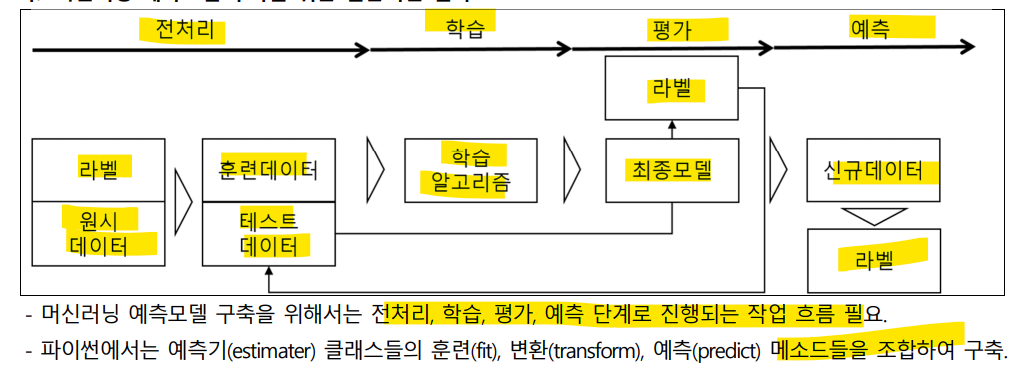 전처리 학습 평가 예측
라벨
라벨 훈련데이터 학습 최종모델 신규데이터
알고리즘
원시 테스트
데이터 데이터 라벨
- 머신러닝 예측모델 구축을 위해서는 전처리, 학습, 평가, 예측 단계로 진행되는 작업 흐름 필요.
- 파이썬에서는 예측기(estimater) 클래스들의 훈련(fit), 변환(transform), 예측(predict) 메소드들을 조합하여 구축.